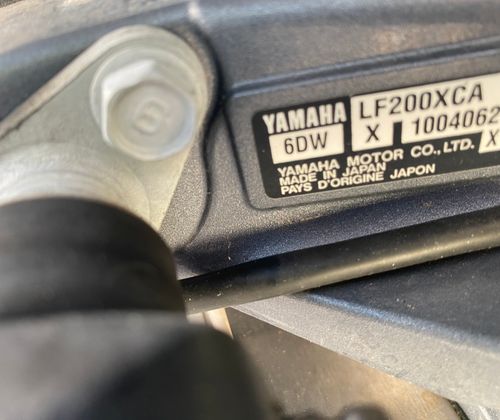 YAMAHA LF200XCA
6DW X 1004062
X
YAMAHA MOTOR CO., LTD.
MADE IN JAPAN
PAYS D'ORIGINE JAPON